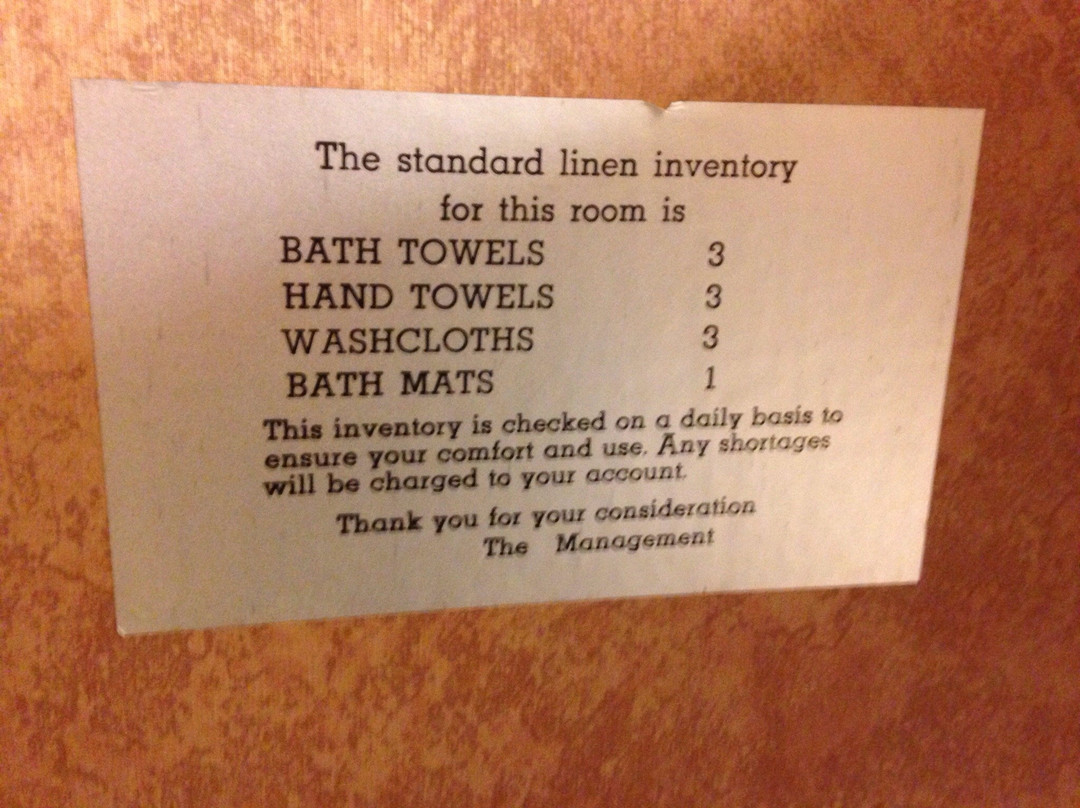 The standard linen inventory
for this room is
BATH TOWELS 3
HAND TOWELS 3
WASHCLOTHS 3
BATH MATS 1
This inventory is checked on a daily basis to
ensure your comfort and use. Any shortages
will be charged to your account.
Thank you for your consideration
The Management